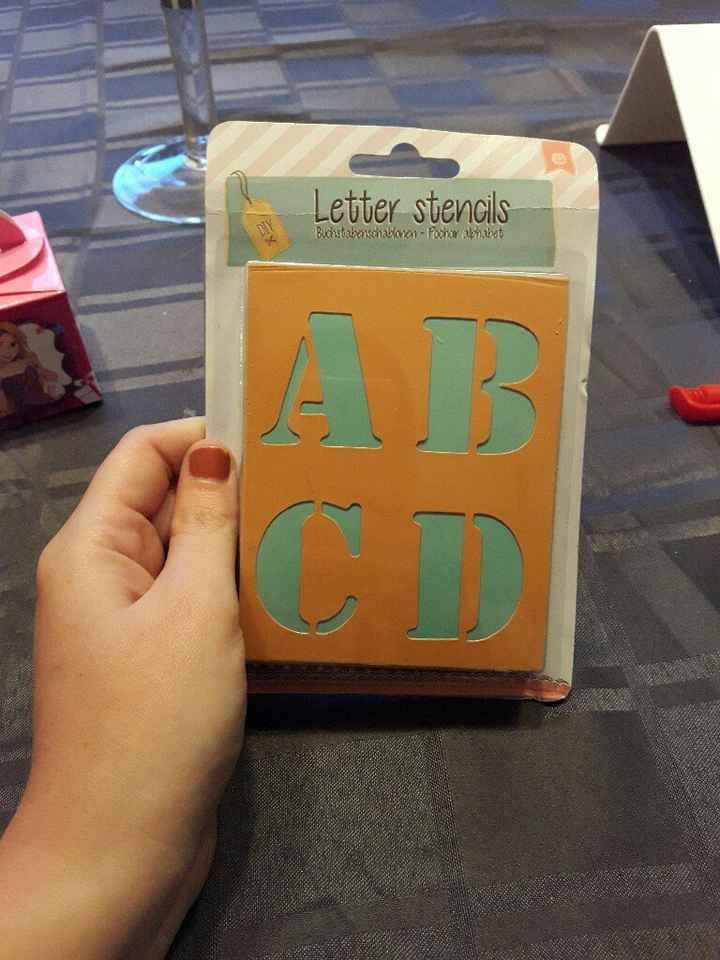 DIY
Letter stencils
Buchstabenschablonen - Pochoir alphabet
A B
C D